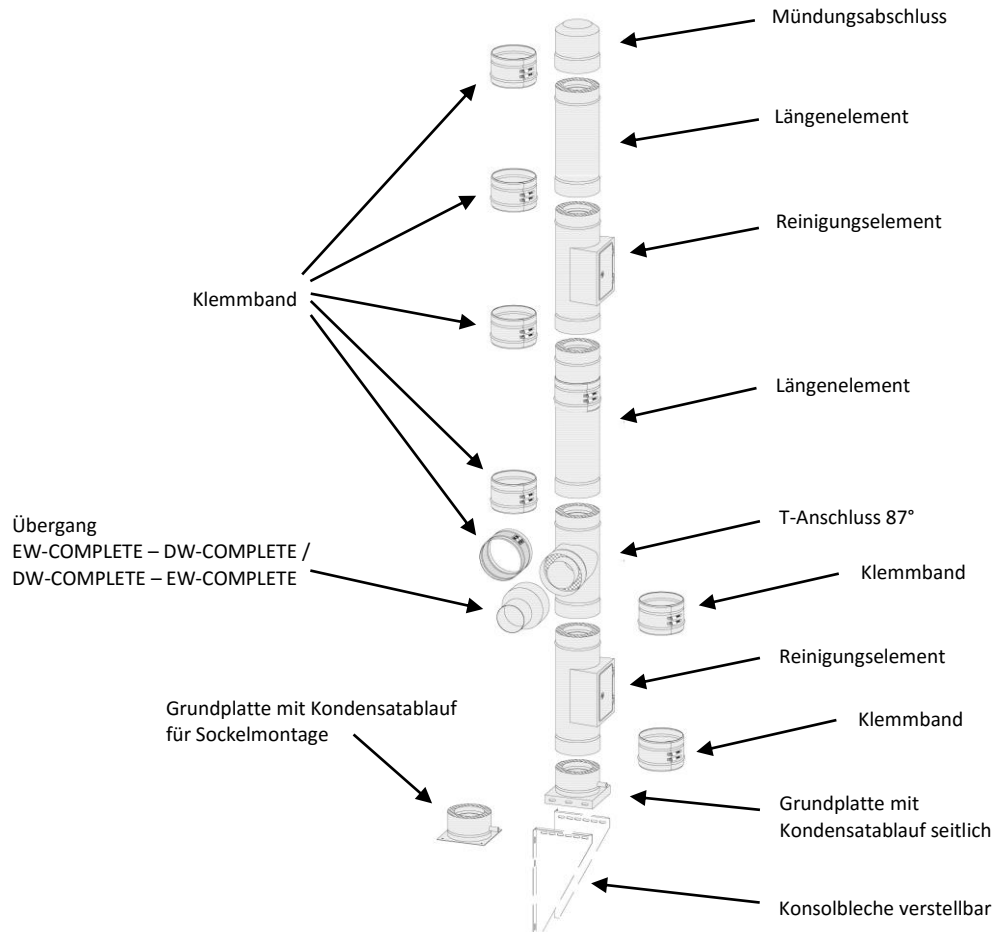 Mündungsabschluss
Längenelement
Reinigungselement
Klemmband
Längenelement
Übergang
EW-COMPLETE – DW-COMPLETE /
DW-COMPLETE – EW-COMPLETE
T-Anschluss 87°
Klemmband
Reinigungselement
Grundplatte mit Kondensatablauf
für Sockelmontage
Klemmband
Grundplatte mit
Kondensatablauf seitlich
Konsolbleche verstellbar